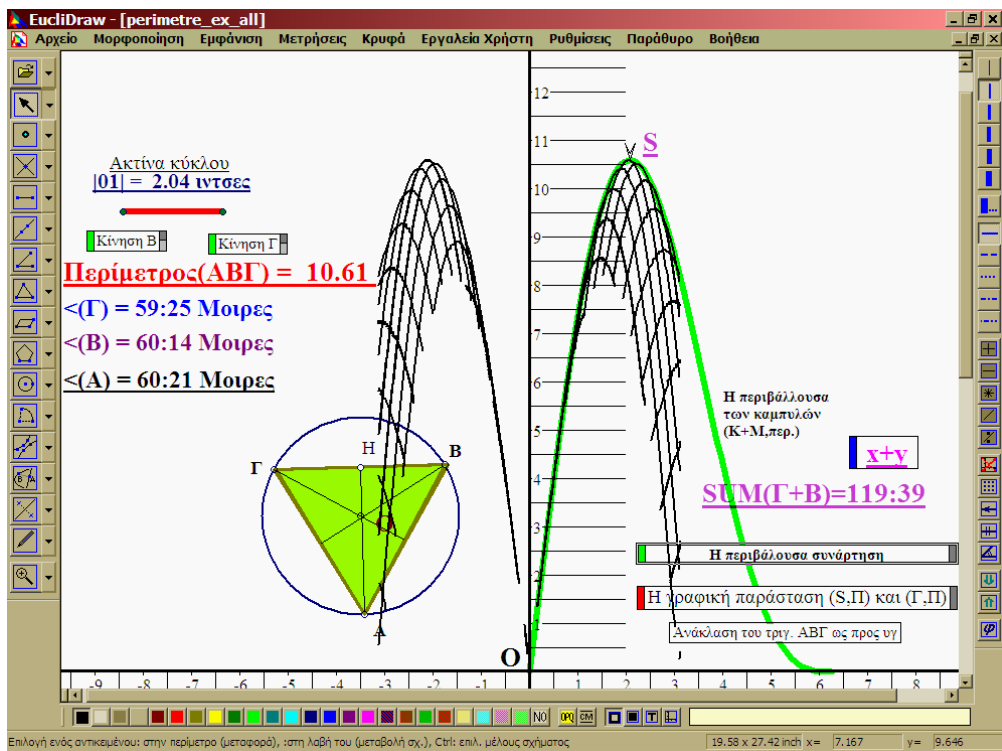 EucliDraw - [perimetre_ex_all]
Αρχείο Μορφοποίηση Εμφάνιση Μετρήσεις Κρυφά Εργαλεία Χρήστη Ρυθμίσεις Παράθυρο Βοήθεια
12
11
S
10
9
8
7
6
5
4
3
2
1
Ακτίνα κύκλου
|01| = 2.04 ιντσες
Κίνηση Β
Κίνηση Γ
Περίμετρος(ΑΒΓ) = 10.61
<(Γ) = 59:25 Μοιρες
<(Β) = 60:14 Μοιρες
<(Α) = 60:21 Μοιρες
Η περιβάλλουσα
των καμπυλών
(Κ+Μ,περ.)
Γ
Η
Β
Α
x+y
SUM(Γ+Β)=119:39
Η περιβάλουσα συνάρτηση
Η γραφική παράσταση (S,Π) και (Γ,Π)
Ανάκλαση του τριγ. ΑΒΓ ως προς υγ
O
-9 -8 -7 -6 -5 -4 -3 -2 -1 1 2 3 4 5 6 7 8
NO OPQ CM T
Επιλογή ενός αντικειμένου: στην περίμετρο (μεταφορά), :στη λαβή του (μεταβολή σχ.), Ctrl: επιλ. μέλους σχήματος
19.58 x 27.42 inch x= 7.167 y= 9.646